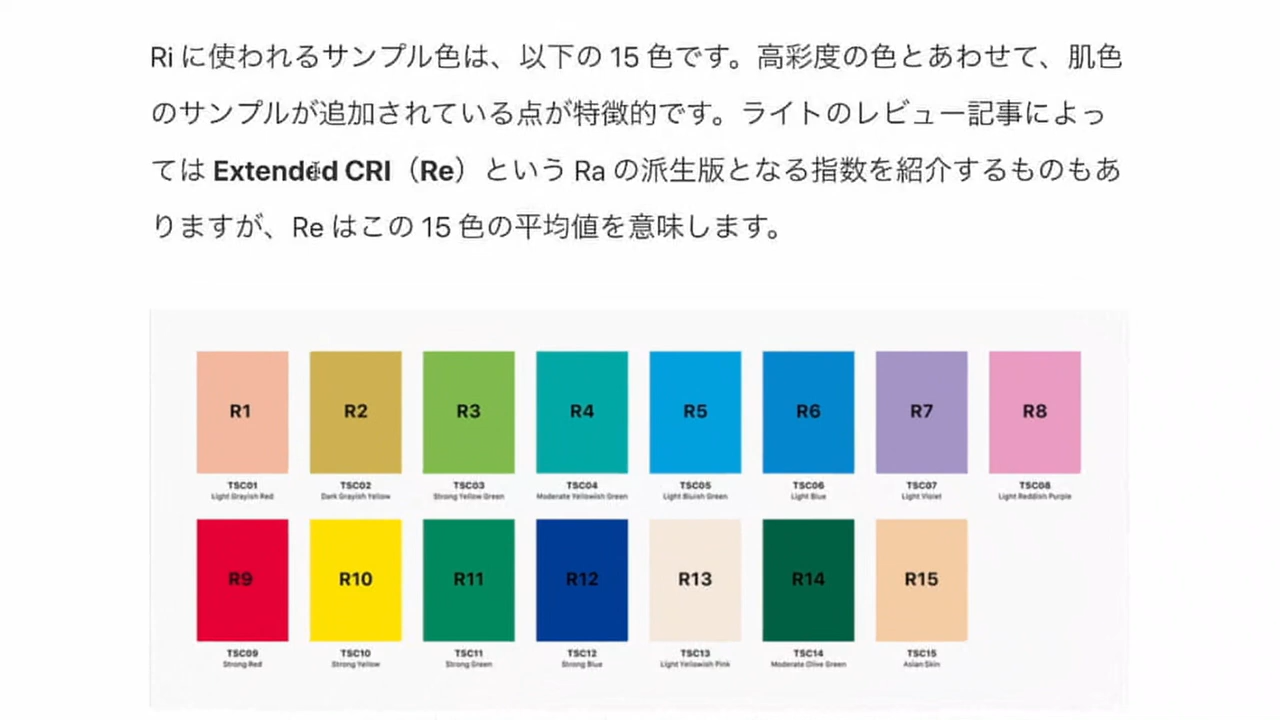 Ri に使われるサンプル色は、以下の 15 色です。高彩度の色とあわせて、肌色
のサンプルが追加されている点が特徴的です。ライトのレビュー記事によっ
ては Extended CRI（Re）という Ra の派生版となる指数を紹介するものもあ
りますが、Re はこの 15 色の平均値を意味します。
R1 R2 R3 R4 R5 R6 R7 R8
TSC01 TSC02 TSC03 TSC04 TSC05 TSC06 TSC07 TSC08
Light Grayish Red Dark Grayish Yellow Strong Yellow Green Moderate Yellowish Green Light Bluish Green Light Blue Light Violet Light Reddish Purple
R9 R10 R11 R12 R13 R14 R15
TSC09 TSC10 TSC11 TSC12 TSC13 TSC14 TSC15
Strong Red Strong Yellow Strong Green Strong Blue Light Yellowish Pink Moderate Olive Green Asian Skin